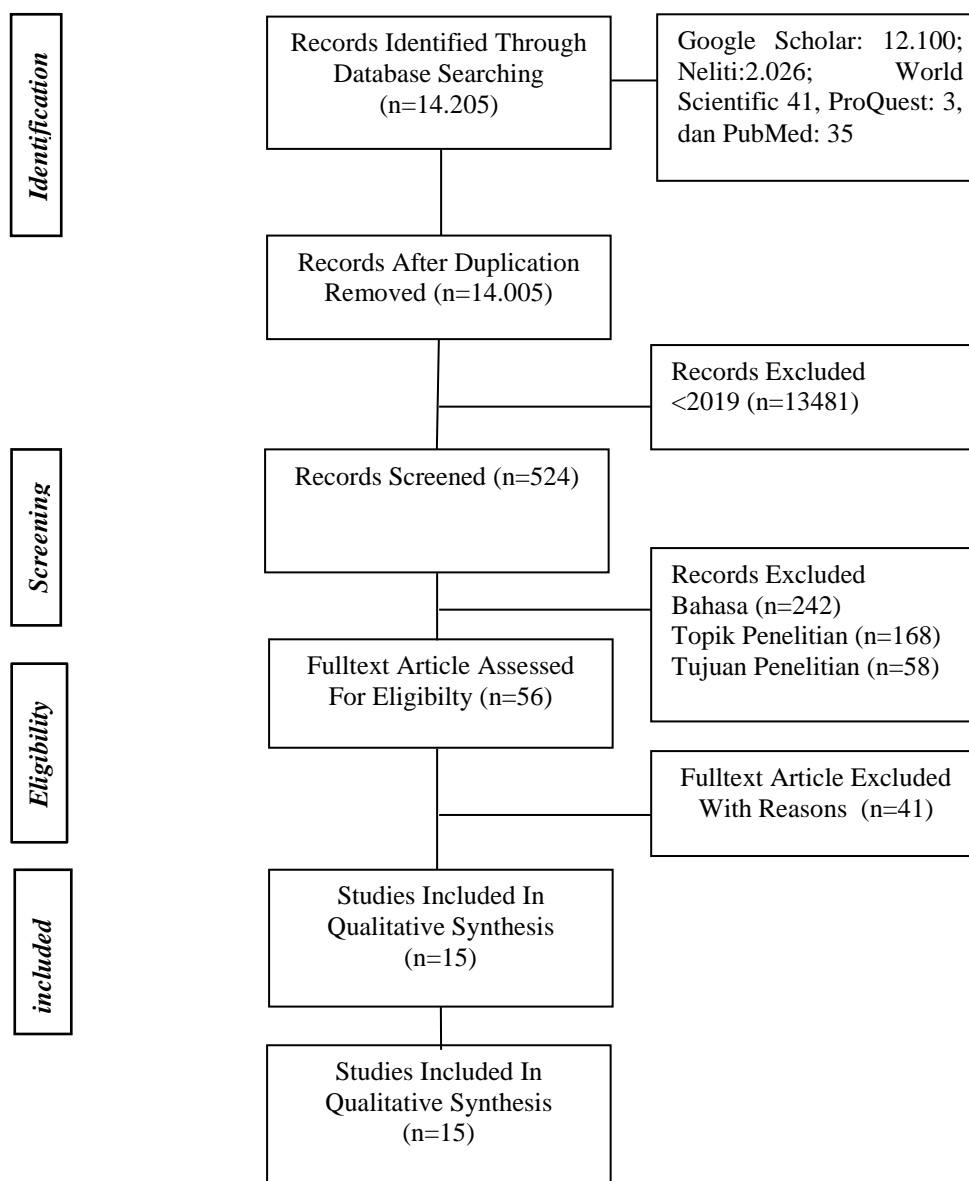 Identification
Records Identified Through
Database Searching
(n=14.205)
Google Scholar: 12.100;
Neliti:2.026; World
Scientific 41, ProQuest: 3,
dan PubMed: 35
Records After Duplication
Removed (n=14.005)
Records Excluded
<2019 (n=13481)
Screening
Records Screened (n=524)
Records Excluded
Bahasa (n=242)
Topik Penelitian (n=168)
Tujuan Penelitian (n=58)
Eligibility
Fulltext Article Assessed
For Eligibilty (n=56)
Fulltext Article Excluded
With Reasons (n=41)
included
Studies Included In
Qualitative Synthesis
(n=15)
Studies Included In
Qualitative Synthesis
(n=15)